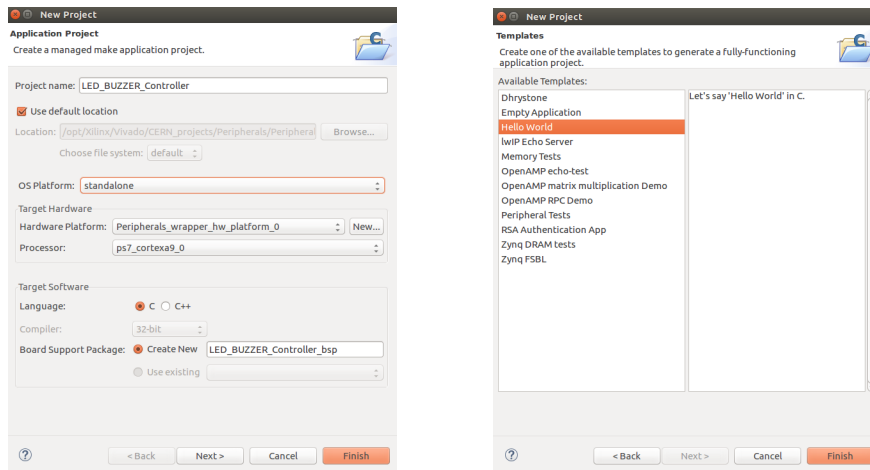 New Project
Application Project
Create a managed make application project.
Project name: LED_BUZZER_Controller
Use default location
Location: /opt/Xilinx/Vivado/CERN_projects/Peripherals/Peripheral Browse...
Choose file system: default
OS Platform: standalone
Target Hardware
Hardware Platform: Peripherals_wrapper_hw_platform_0 New...
Processor: ps7_cortexa9_0
Target Software
Language: C C++
Compiler: 32-bit
Board Support Package: Create New LED_BUZZER_Controller_bsp
Use existing
? < Back Next > Cancel Finish
New Project
Templates
Create one of the available templates to generate a fully-functioning
application project.
Available Templates:
Dhrystone
Let's say 'Hello World' in C.
Empty Application
Hello World
lwIP Echo Server
Memory Tests
OpenAMP echo-test
OpenAMP matrix multiplication Demo
OpenAMP RPC Demo
Peripheral Tests
RSA Authentication App
Zynq DRAM tests
Zynq FSBL
? < Back Next > Cancel Finish